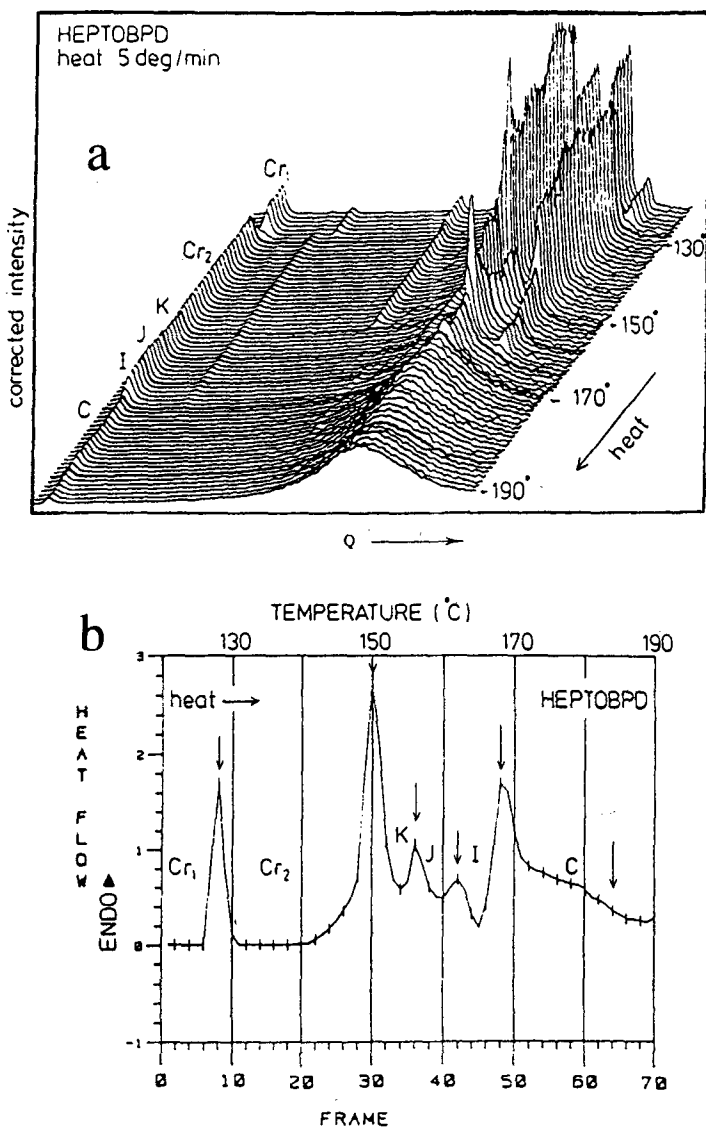 HEPTOBPD
heat 5 deg/min
a
Cr₁
Cr₂
K
J
I
C
corrected intensity
-130°
-150°
-170°
-190°
heat
Q
b
TEMPERATURE (°C)
130 150 170 190
heat
HEPTOBPD
HEAT FLOW
ENDO
3
2
1
0
-1
Cr₁
Cr₂
K
J
I
C
0 10 20 30 40 50 60 70
FRAME